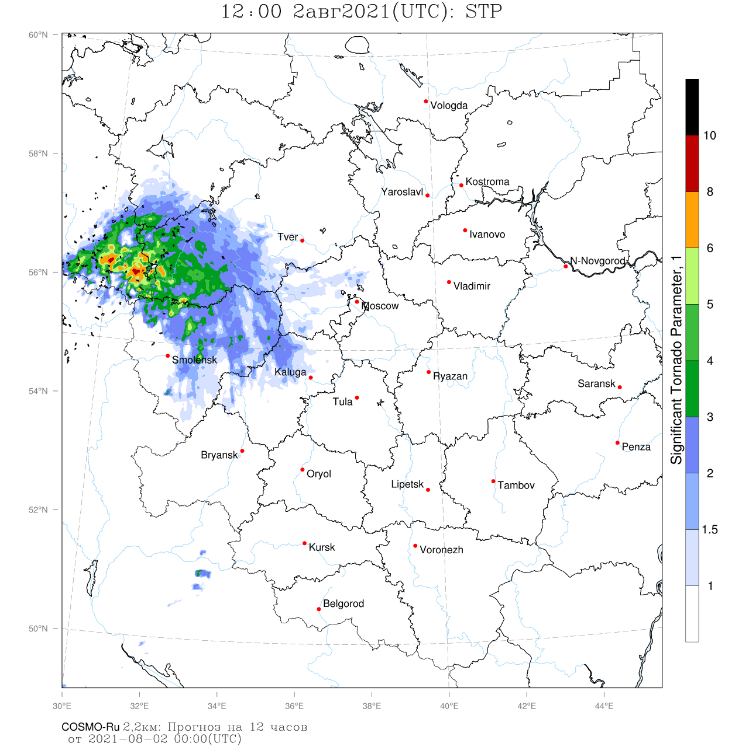 12:00 2авг2021(UTC): STP
60°N
58°N
56°N
54°N
52°N
50°N
30°E
32°E
34°E
36°E
38°E
40°E
42°E
44°E
Vologda
Kostroma
Yaroslavl
Ivanovo
Tver
N-Novgorod
Vladimir
Moscow
Smolensk
Kaluga
Ryazan
Saransk
Tula
Penza
Bryansk
Oryol
Lipetsk
Tambov
Kursk
Voronezh
Belgorod
10
8
6
5
4
3
2
1.5
1
Significant Tornado Parameter, 1
COSMO-Ru 2,2км: Прогноз на 12 часов
от 2021-08-02 00:00(UTC)